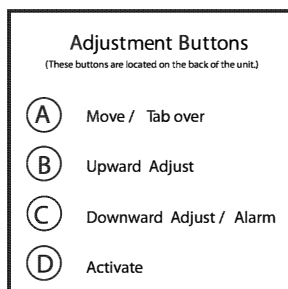 Adjustment Buttons
(These buttons are located on the back of the unit.)
A Move / Tab over
B Upward Adjust
C Downward Adjust / Alarm
D Activate